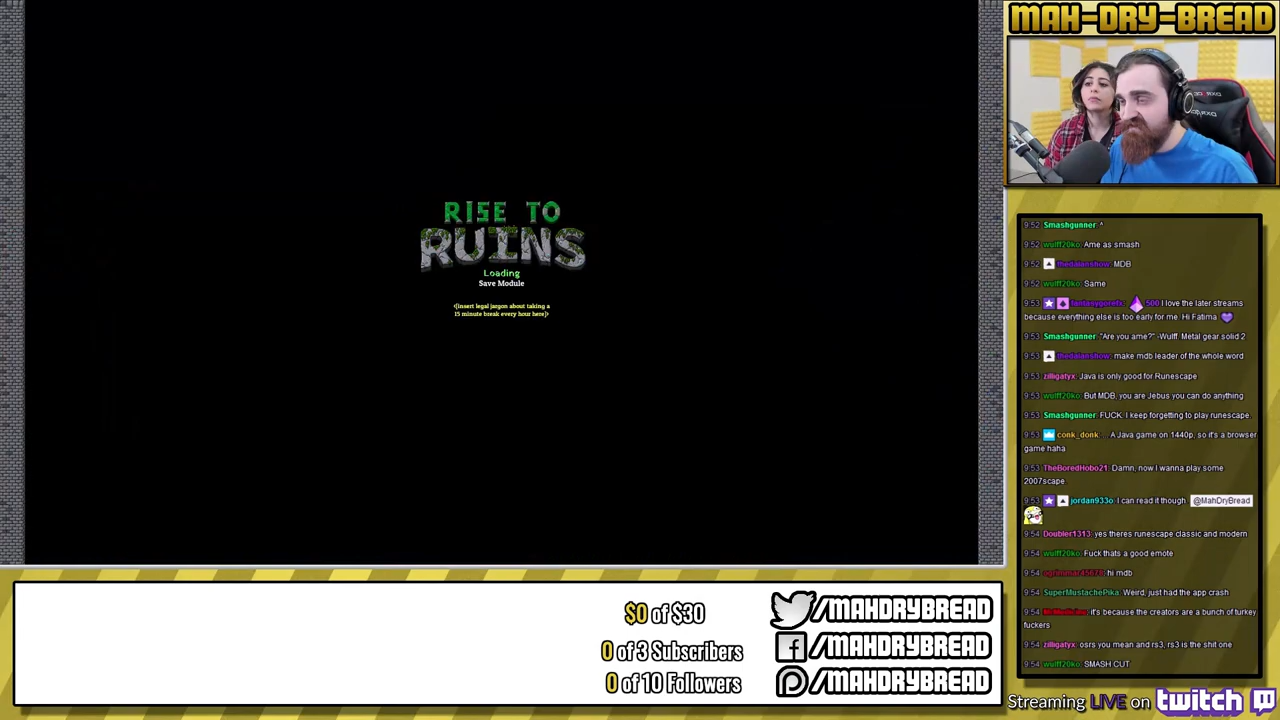 MAH-DRY-BREAD
RISE TO
RUINS
Loading
Save Module
![insert legal jargon about taking a
15 minute break every hour here]!
9:52 Smashgunner: ^
9:52 wulff20ko: Ame as smash
9:52 thedalanshow: MDB
9:52 wulff20ko: Same
9:53 fantasygorefx: 500 I love the later streams
because everything else is too early for me. Hi Fatima
9:53 Smashgunner: "Are you ame?" -Wulff- Metal gear solid 2
9:53 thedalanshow: make mdb leader of the whole word
9:53 zilligatyx: Java is only good for Runescape
9:53 wulff20ko: But MDB, you are Jebus you can do anything
9:53 Smashgunner: FUCK. I keep forgetting to play runescape.
9:53 conk_donk: . . A Java game on 1440p, so it's a browser
game haha
9:53 TheBoredHobo21: Damn, now I wanna play some
2007scape
9:53 jordan933o: I can read it though @MahDryBread
9:54 Doubler1313: yes theres runescape classic and modern
9:54 wulff20ko: Fuck thats a good emote
9:54 ogrimmar45678: hi mdb
9:54 SuperMustachePika: Weird, just had the app crash
9:54 it's because the creators are a bunch of turkey
fuckers
9:54 zilligatyx: osrs you mean and rs3, rs3 is the shit one
9:54 wulff20ko: SMASH CUT
$0 of $30
0 of 3 Subscribers
0 of 10 Followers
/MAHDRYBREAD
/MAHDRYBREAD
/MAHDRYBREAD
Streaming LIVE on twitch